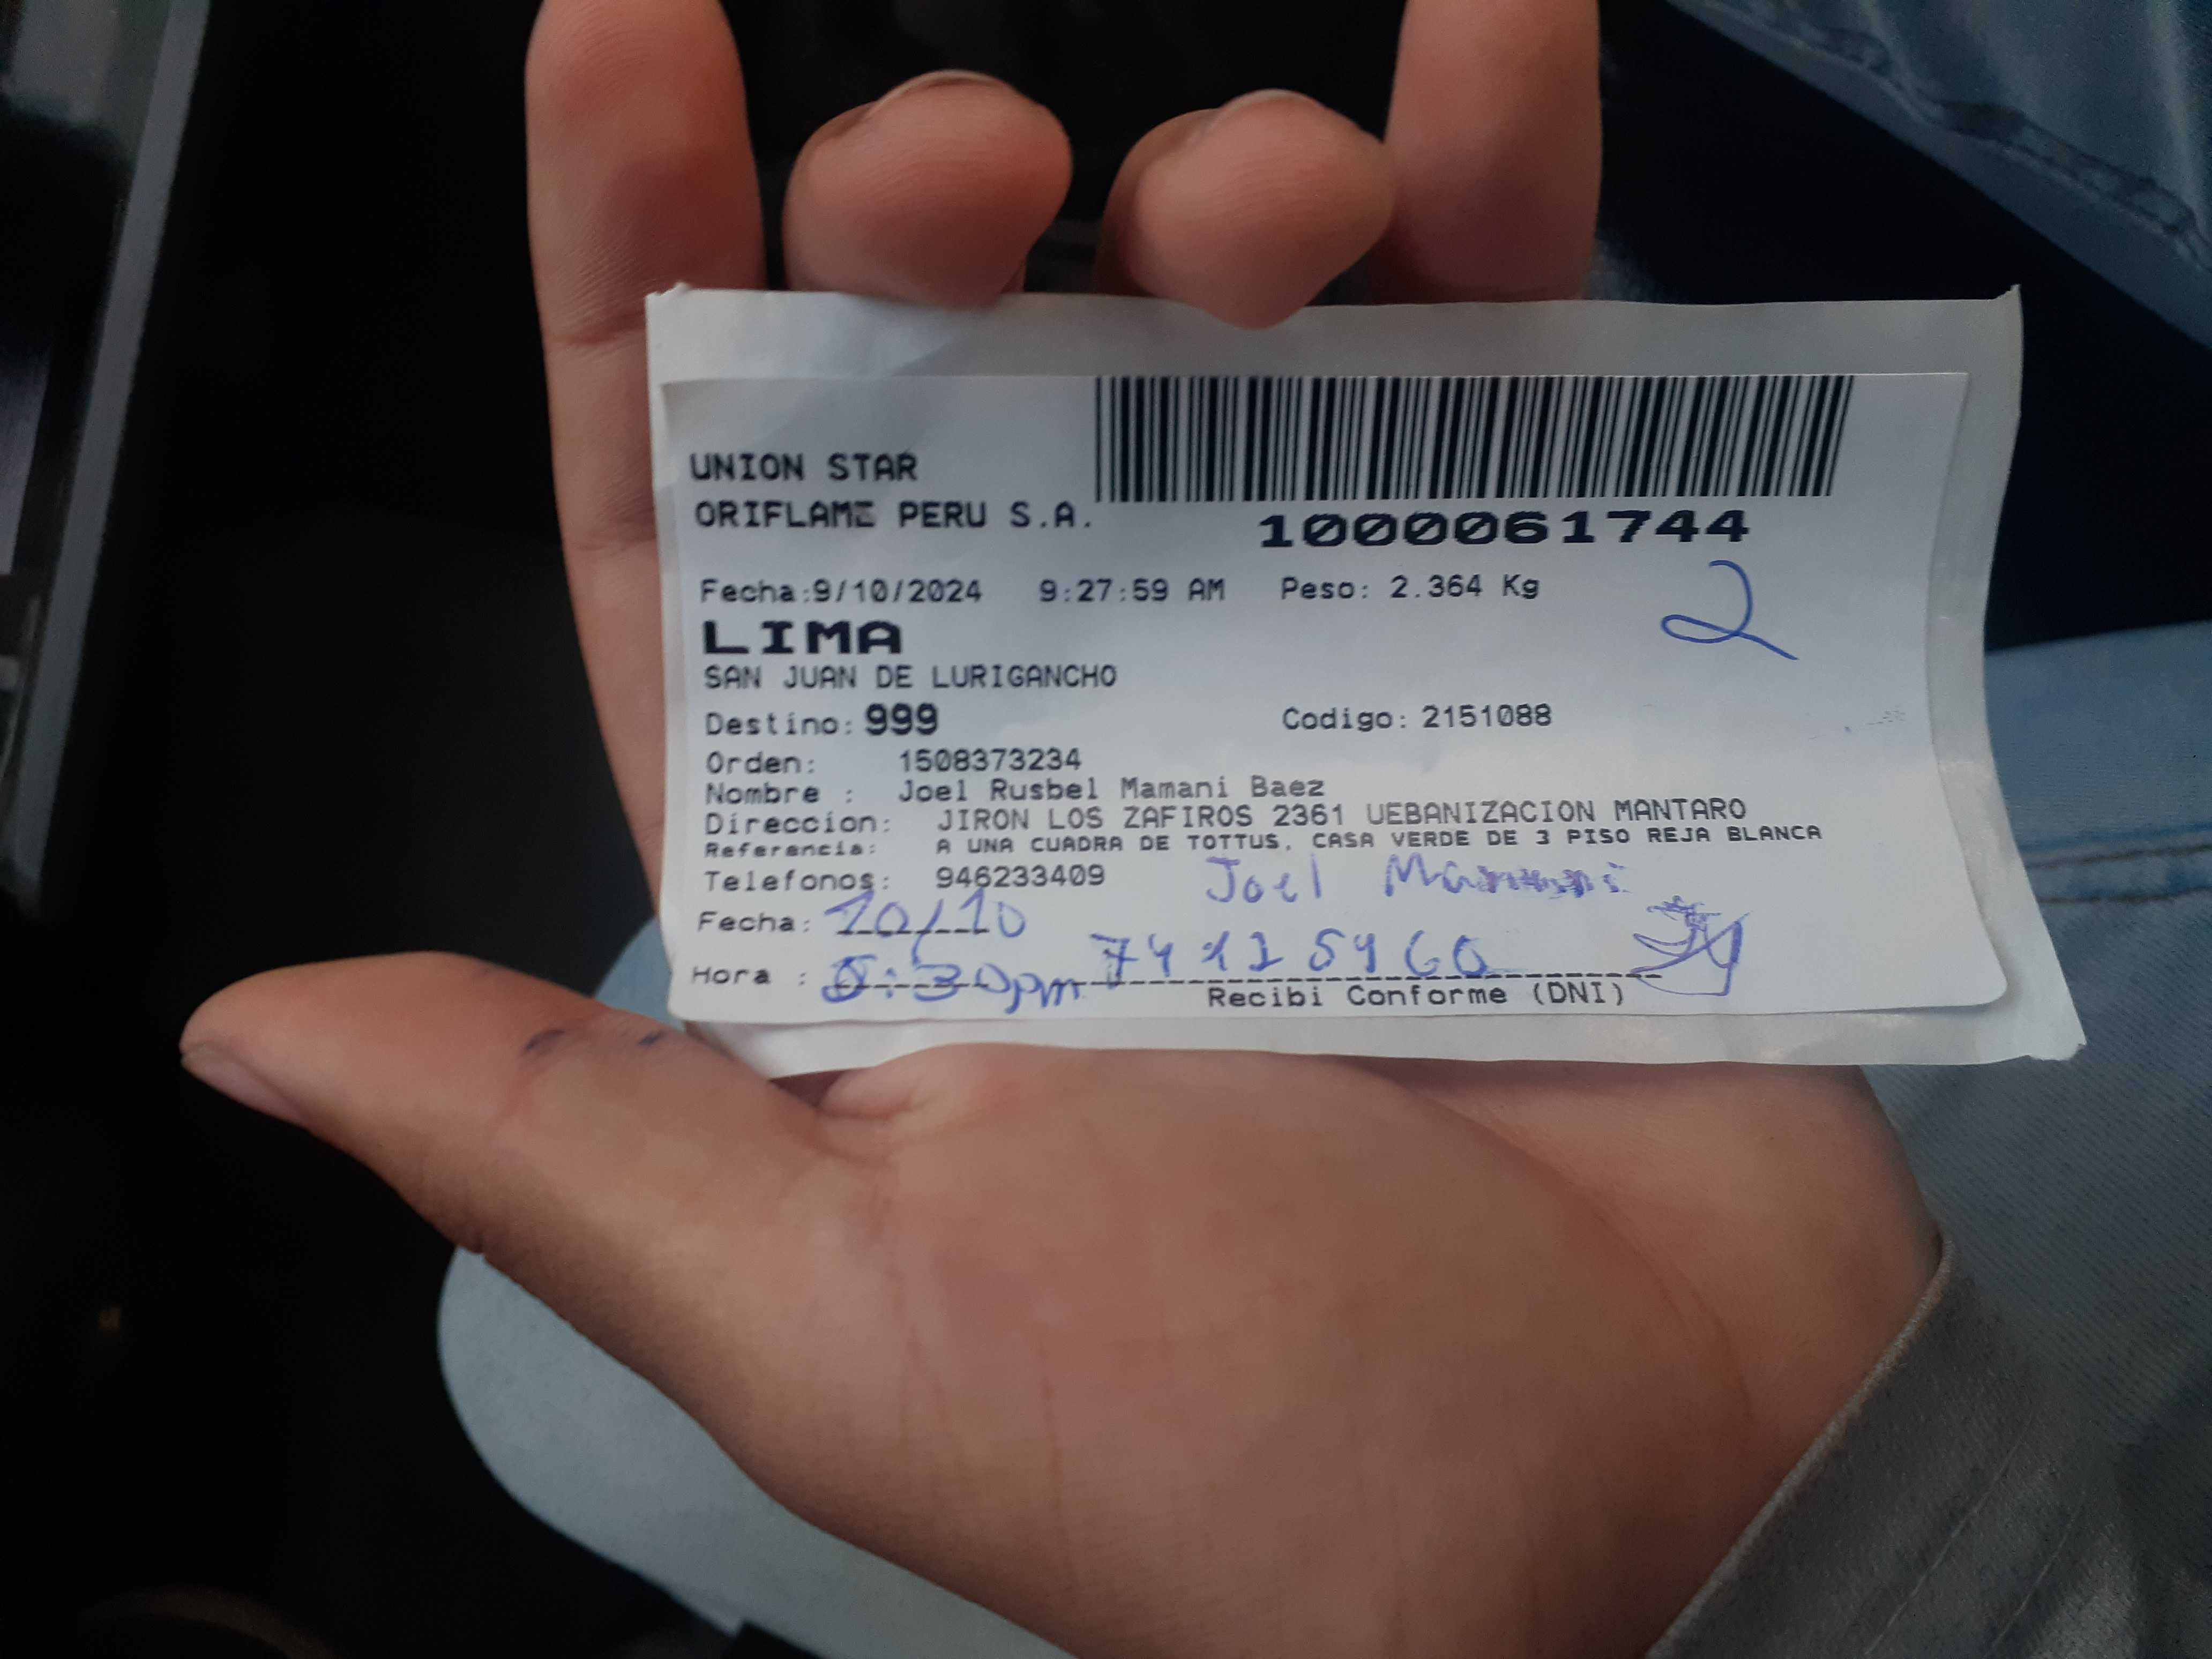 UNION STAR
ORIFLAME PERU S.A.
1000061744
Fecha:9/10/2024 9:27:59 AM Peso: 2.364 Kg
2
LIMA
SAN JUAN DE LURIGANCHO
Destino: 999 Codigo: 2151088
Orden: 1508373234
Nombre : Joel Rusbel Mamani Baez
Direccion: JIRON LOS ZAFIROS 2361 UEBANIZACION MANTARO
Referencia: A UNA CUADRA DE TOTTUS, CASA VERDE DE 3 PISO REJA BLANCA
Telefonos: 946233409 Joel Mamani
Fecha: 10/10
Hora : :30pm
Recibi Conforme (DNI)